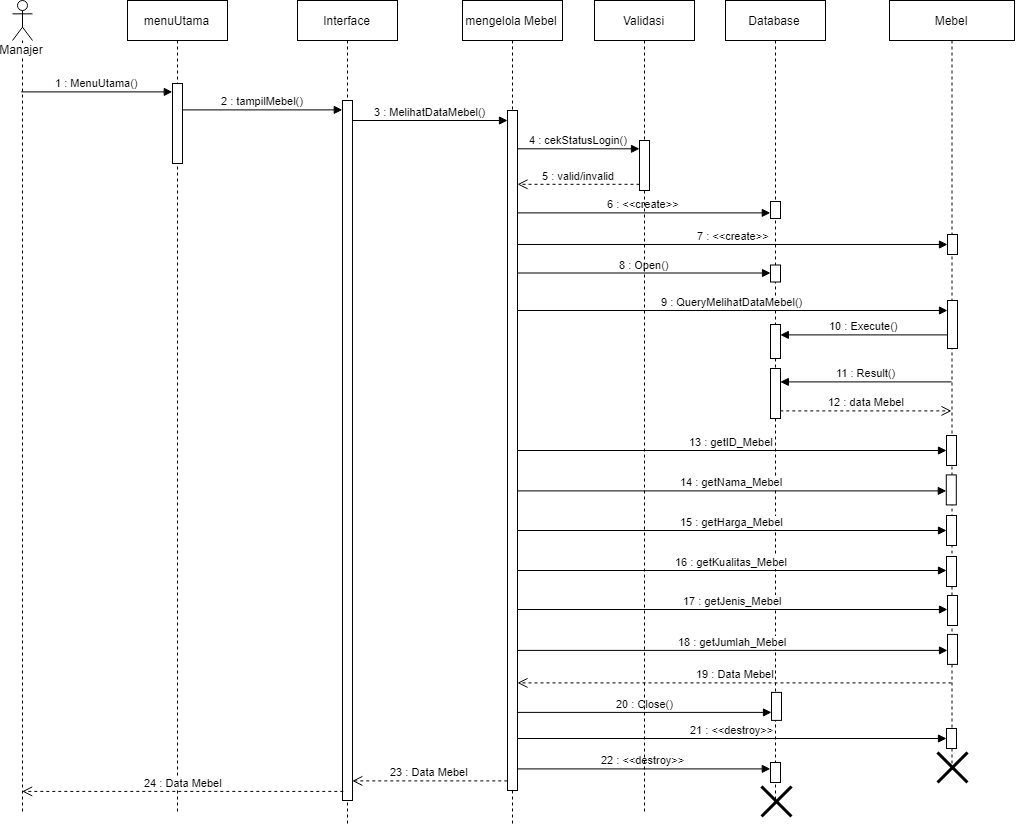 menuUtama
Interface
mengelola Mebel
Validasi
Database
Mebel
Manajer
1 : MenuUtama()
2 : tampilMebel()
3 : MelihatDataMebel()
4 : cekStatusLogin()
5 : valid/invalid
6 : <<create>>
7 : <<create>>
8 : Open()
9 : QueryMelihatDataMebel()
10 : Execute()
11 : Result()
12 : data Mebel
13 : getID_Mebel
14 : getNama_Mebel
15 : getHarga_Mebel
16 : getKualitas_Mebel
17 : getJenis_Mebel
18 : getJumlah_Mebel
19 : Data Mebel
20 : Close()
21 : <<destroy>>
22 : <<destroy>>
23 : Data Mebel
24 : Data Mebel